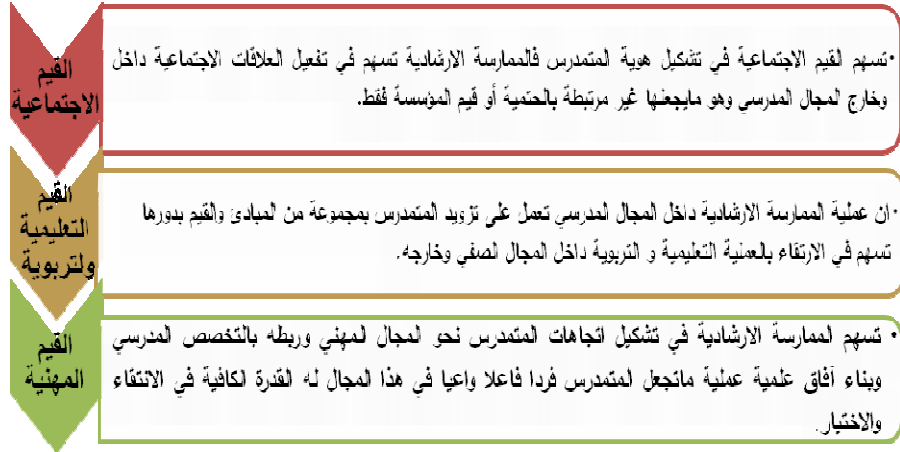 القيم
الاجتماعية
•تسهم القيم الاجتماعية في تشكيل هوية المتمدرس فالممارسة الارشادية تسهم في تفعيل العلاقات الاجتماعية داخل
وخارج المجال المدرسي وهو مايجعلها غير مرتبطة بالحتمية أو قيم المؤسسة فقط.
القيم
التعليمية
ولتربوية
•ان عملية الممارسة الارشادية داخل المجال المدرسي تعمل على تزويد المتمدرس بمجموعة من المبادئ والقيم بدورها
تسهم في الارتقاء بالعملية التعليمية و التربوية داخل المجال الصفي وخارجه.
القيم
المهنية
• تسهم الممارسة الارشادية في تشكيل اتجاهات المتمدرس نحو المجال المهني وربطه بالتخصص المدرسي
وبناء آفاق علمية عملية ماتجعل المتمدرس فردا فاعلا واعيا في هذا المجال له القدرة الكافية في الانتقاء
والاختيار.